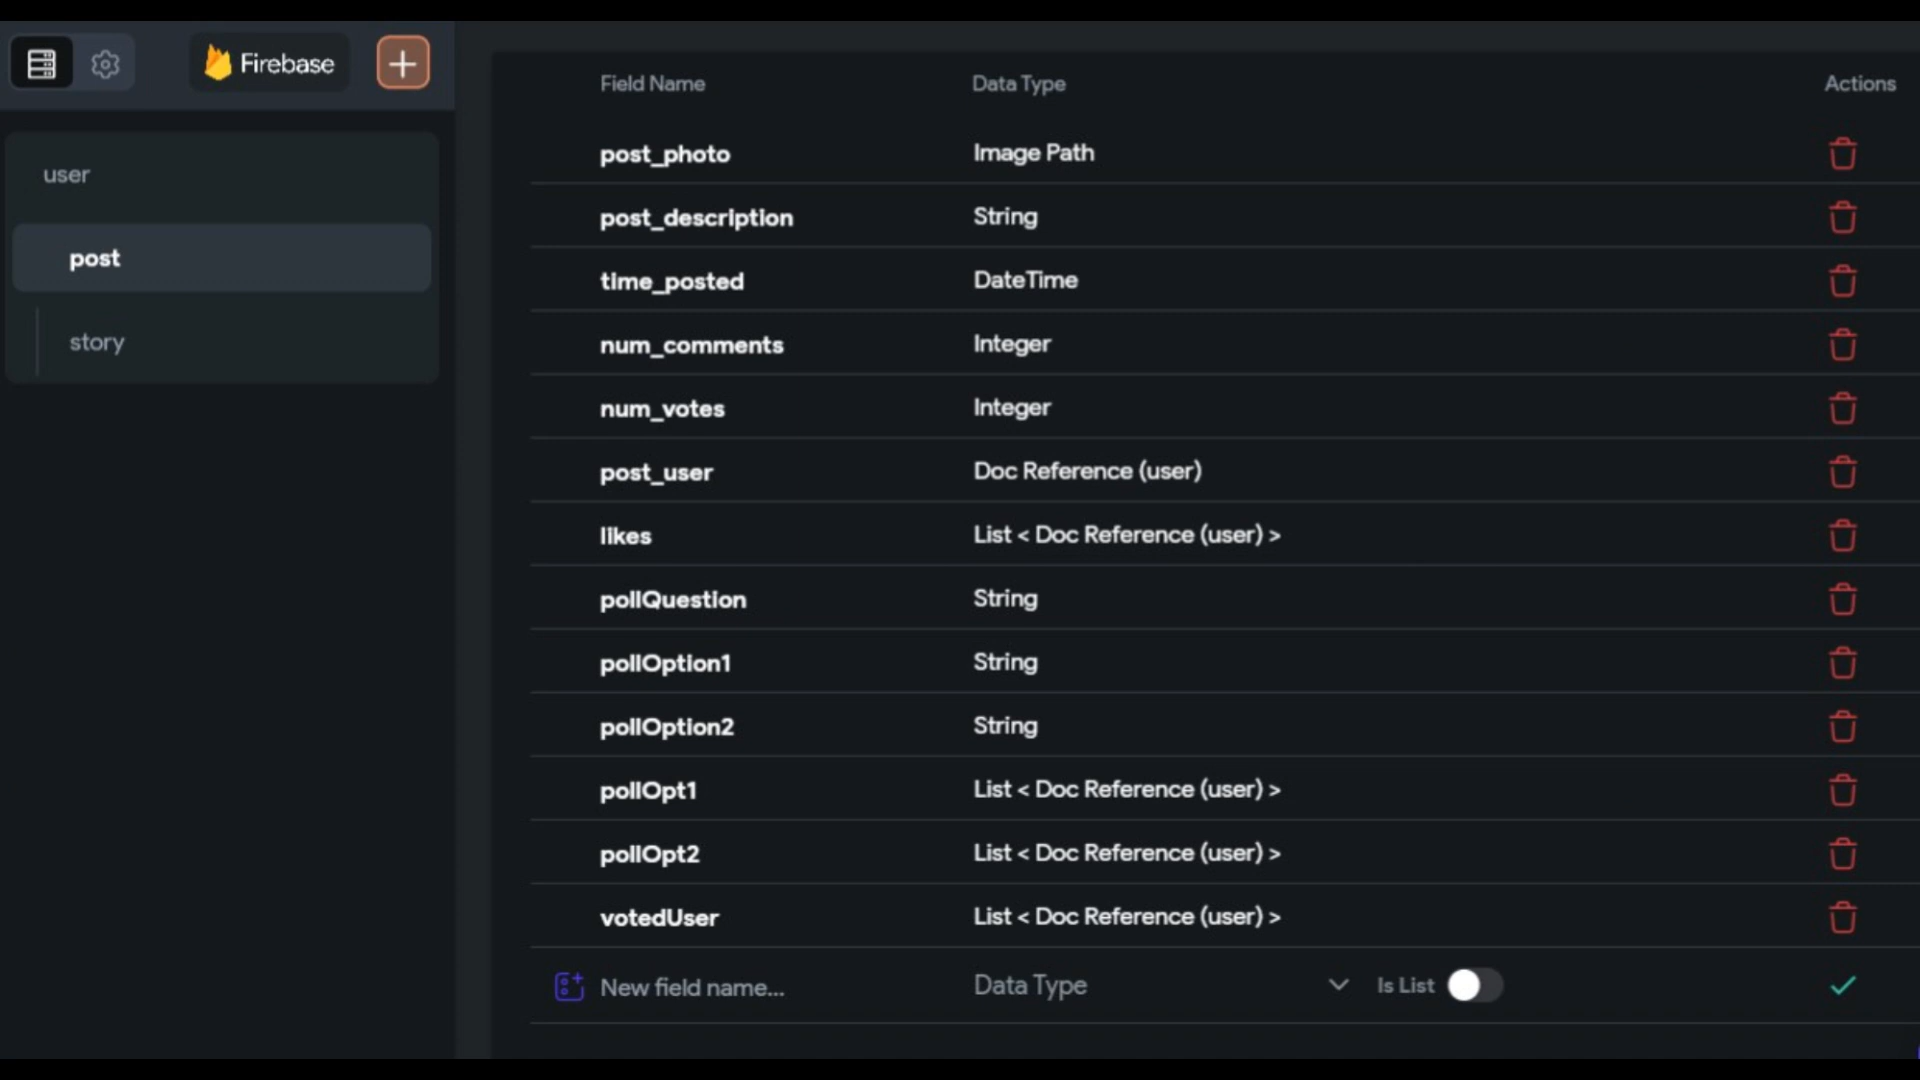 Firebase
user
post
story
Field Name Data Type Actions
post_photo Image Path
post_description String
time_posted DateTime
num_comments Integer
num_votes Integer
post_user Doc Reference (user)
likes List < Doc Reference (user) >
pollQuestion String
pollOption1 String
pollOption2 String
pollOpt1 List < Doc Reference (user) >
pollOpt2 List < Doc Reference (user) >
votedUser List < Doc Reference (user) >
New field name... Data Type Is List